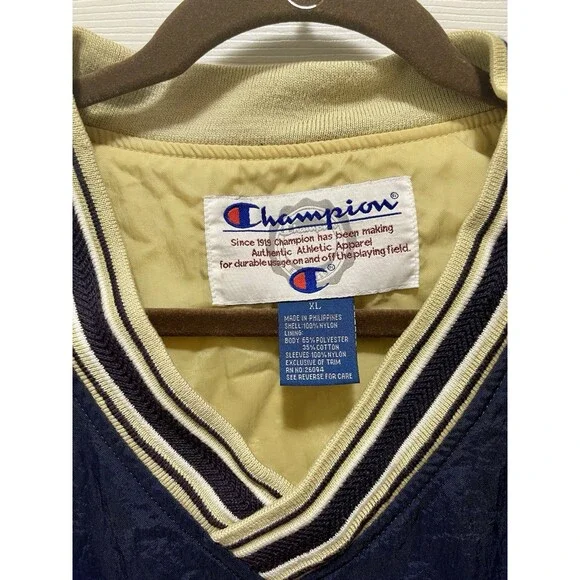 Champion®
Since 1919 Champion has been making
Authentic Athletic Apparel
for durable usage on and off the playing field.
®
XL
MADE IN PHILIPPINES
SHELL: 100% NYLON
LINING:
BODY: 65% POLYESTER
35% COTTON
SLEEVES: 100% NYLON
EXCLUSIVE OF TRIM
RN NO: 26094
SEE REVERSE FOR CARE